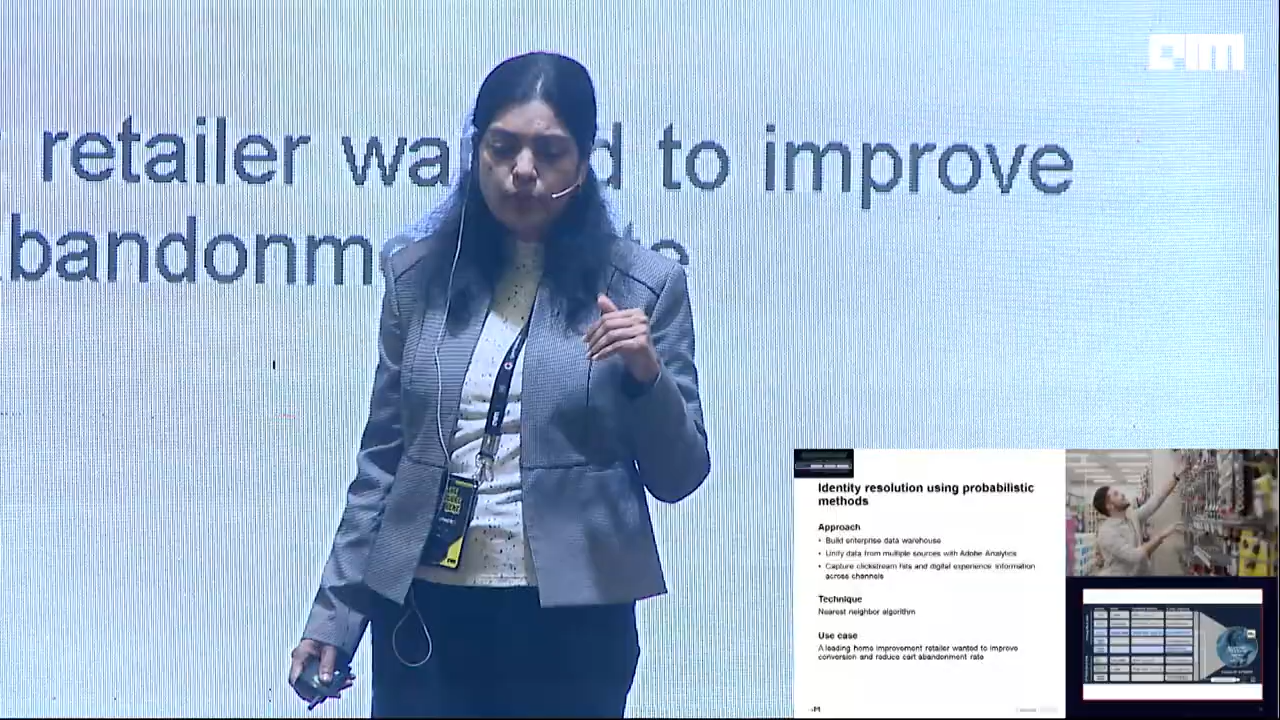 retailer wa d to improve
bandonm te
Identity resolution using probabilistic
methods
Approach
• Build enterprise data warehouse
• Unify data from multiple sources with Adobe Analytics
• Capture clickstream hits and digital experience information
across channels
Technique
Nearest neighbor algorithm
Use case
A leading home improvement retailer wanted to improve
conversion and reduce cart abandonment rate